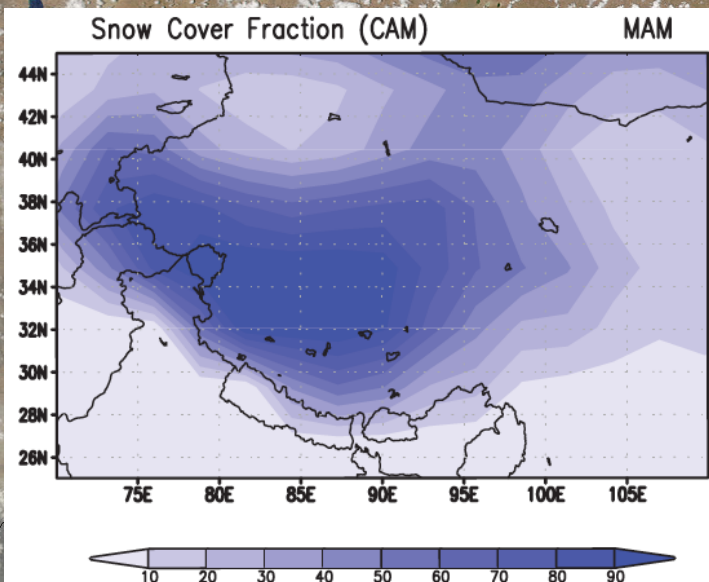 Snow Cover Fraction (CAM) MAM
44N
42N
40N
38N
36N
34N
32N
30N
28N
26N
75E 80E 85E 90E 95E 100E 105E
10 20 30 40 50 60 70 80 90